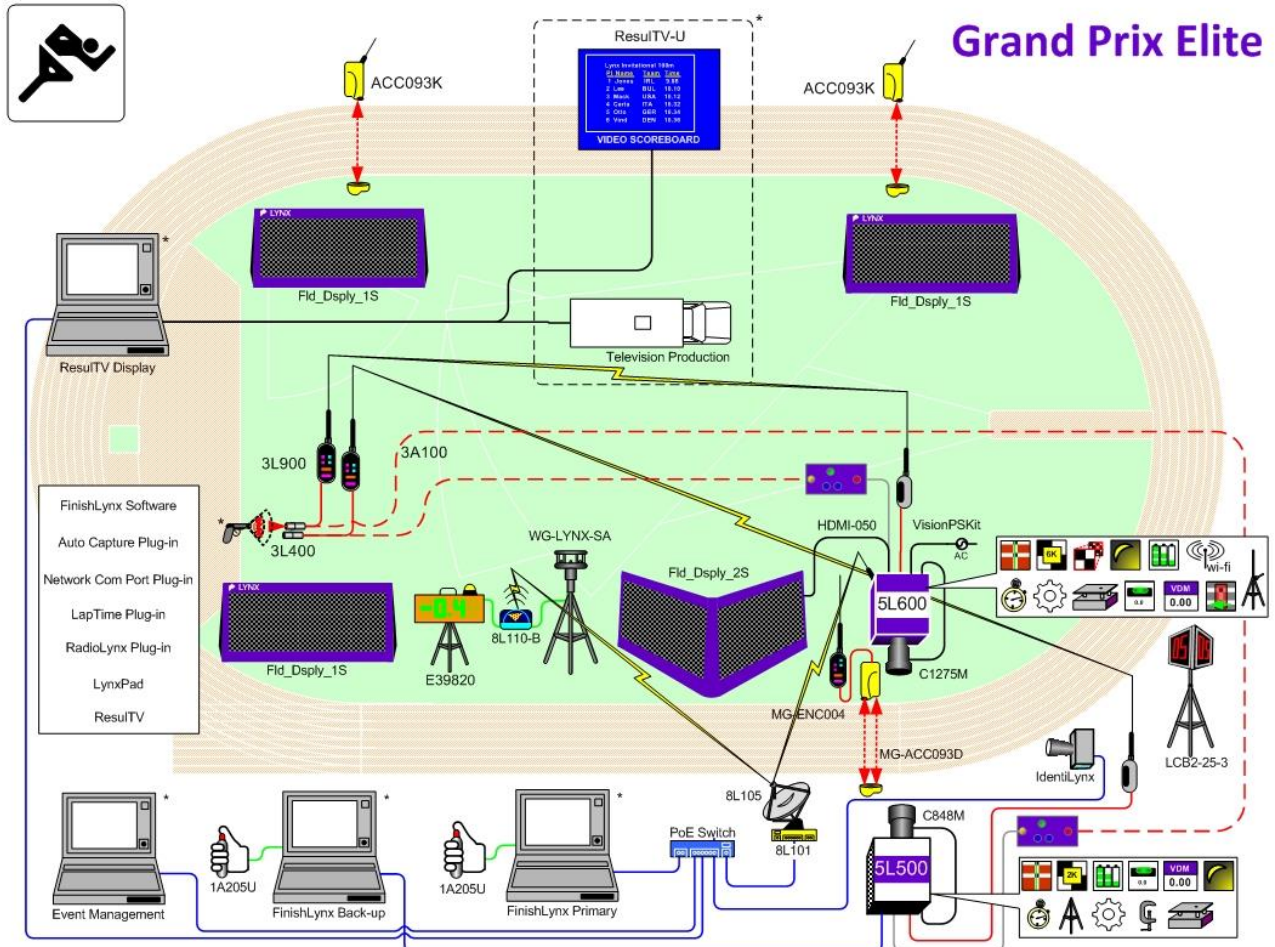 Grand Prix Elite
ResulTV-U
*
Lynx Invitational 100m
Pl Name Team Time
1 Jones IRL 9.98
2 Lee BUL 10.10
3 Mack USA 10.12
4 Carts ITA 10.32
5 Otto GER 10.34
6 Vend DEN 10.36
VIDEO SCOREBOARD
ACC093K
ACC093K
LYNX
Fld_Dsply_1S
LYNX
Fld_Dsply_1S
*
ResulTV Display
Television Production
3L900
3A100
3L400
*
FinishLynx Software
Auto Capture Plug-in
Network Com Port Plug-in
LapTime Plug-in
RadioLynx Plug-in
LynxPad
ResulTV
LYNX
Fld_Dsply_1S
-0.4
E39820
8L110-B
WG-LYNX-SA
Fld_Dsply_2S
HDMI-050
VisionPSKit
AC
5L600
C1275M
6K
wi-fi
0.0
VDM
0.00
MG-ENC004
MG-ACC093D
IdentiLynx
LCB2-25-3
8L105
8L101
PoE Switch
C848M
5L500
2K
0.0
VDM
0.00
*
Event Management
1A205U
*
FinishLynx Back-up
1A205U
*
FinishLynx Primary